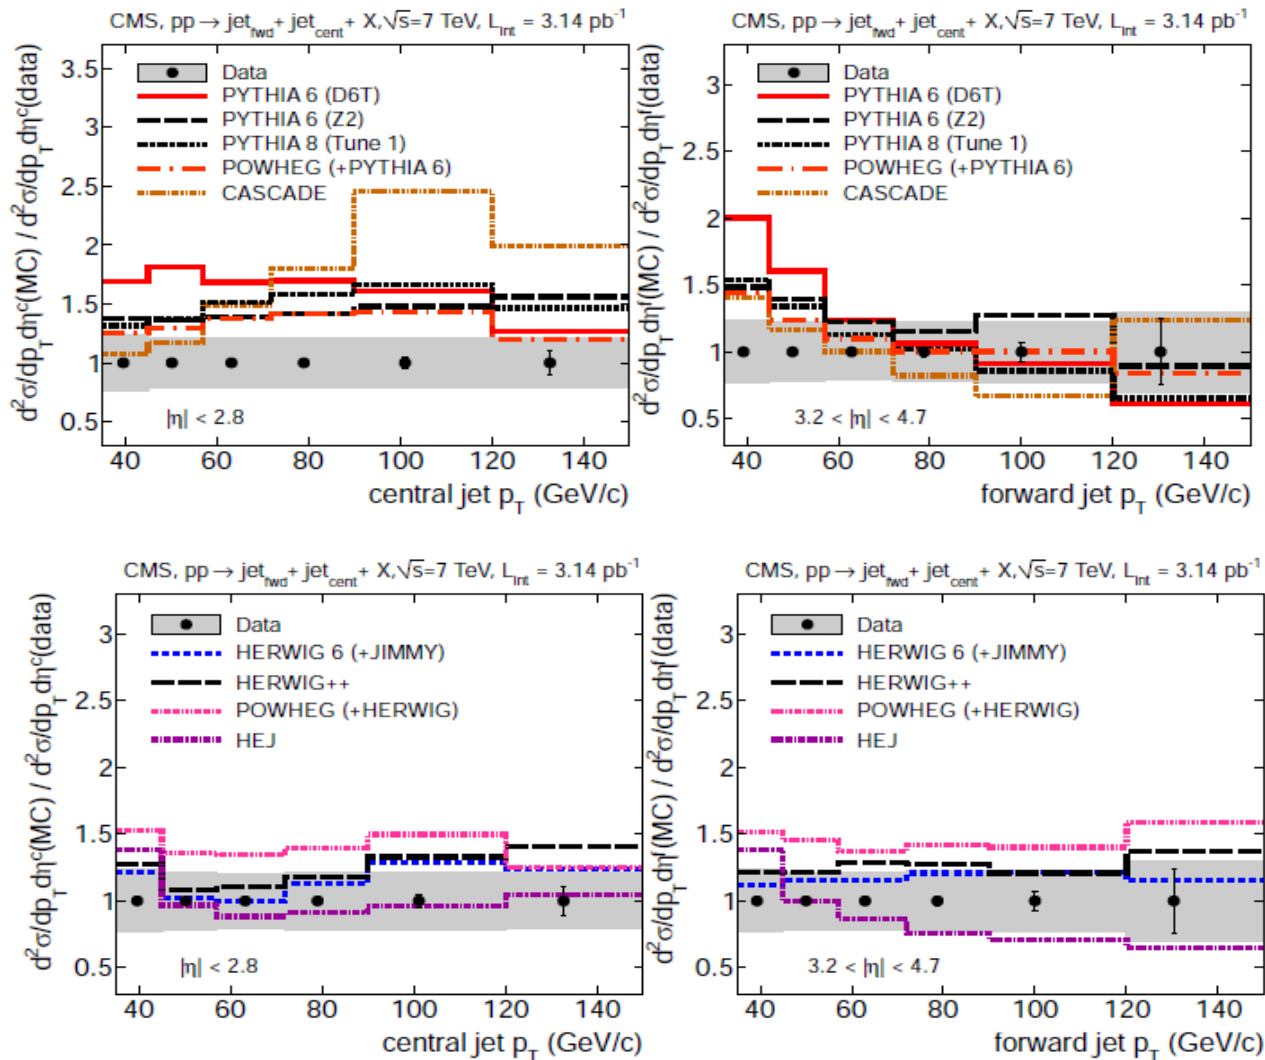 CMS, pp → jet_fwd + jet_cent + X, √s=7 TeV, L_int = 3.14 pb⁻¹
d²σ/dp_T dη^c(MC) / d²σ/dp_T dη^c(data)
3.5
3
2.5
2
1.5
1
0.5
Data
PYTHIA 6 (D6T)
PYTHIA 6 (Z2)
PYTHIA 8 (Tune 1)
POWHEG (+PYTHIA 6)
CASCADE
|η| < 2.8
40 60 80 100 120 140
central jet p_T (GeV/c)
CMS, pp → jet_fwd + jet_cent + X, √s=7 TeV, L_int = 3.14 pb⁻¹
d²σ/dp_T dη^f(MC) / d²σ/dp_T dη^f(data)
3
2.5
2
1.5
1
0.5
Data
PYTHIA 6 (D6T)
PYTHIA 6 (Z2)
PYTHIA 8 (Tune 1)
POWHEG (+PYTHIA 6)
CASCADE
3.2 < |η| < 4.7
40 60 80 100 120 140
forward jet p_T (GeV/c)
CMS, pp → jet_fwd + jet_cent + X, √s=7 TeV, L_int = 3.14 pb⁻¹
d²σ/dp_T dη^c(MC) / d²σ/dp_T dη^c(data)
3
2.5
2
1.5
1
0.5
Data
HERWIG 6 (+JIMMY)
HERWIG++
POWHEG (+HERWIG)
HEJ
|η| < 2.8
40 60 80 100 120 140
central jet p_T (GeV/c)
CMS, pp → jet_fwd + jet_cent + X, √s=7 TeV, L_int = 3.14 pb⁻¹
d²σ/dp_T dη^f(MC) / d²σ/dp_T dη^f(data)
3
2.5
2
1.5
1
0.5
Data
HERWIG 6 (+JIMMY)
HERWIG++
POWHEG (+HERWIG)
HEJ
3.2 < |η| < 4.7
40 60 80 100 120 140
forward jet p_T (GeV/c)